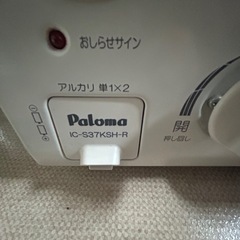 おしらせサイン
アルカリ 単1×2
Paloma
IC-S37KSH-R
開
押し回し